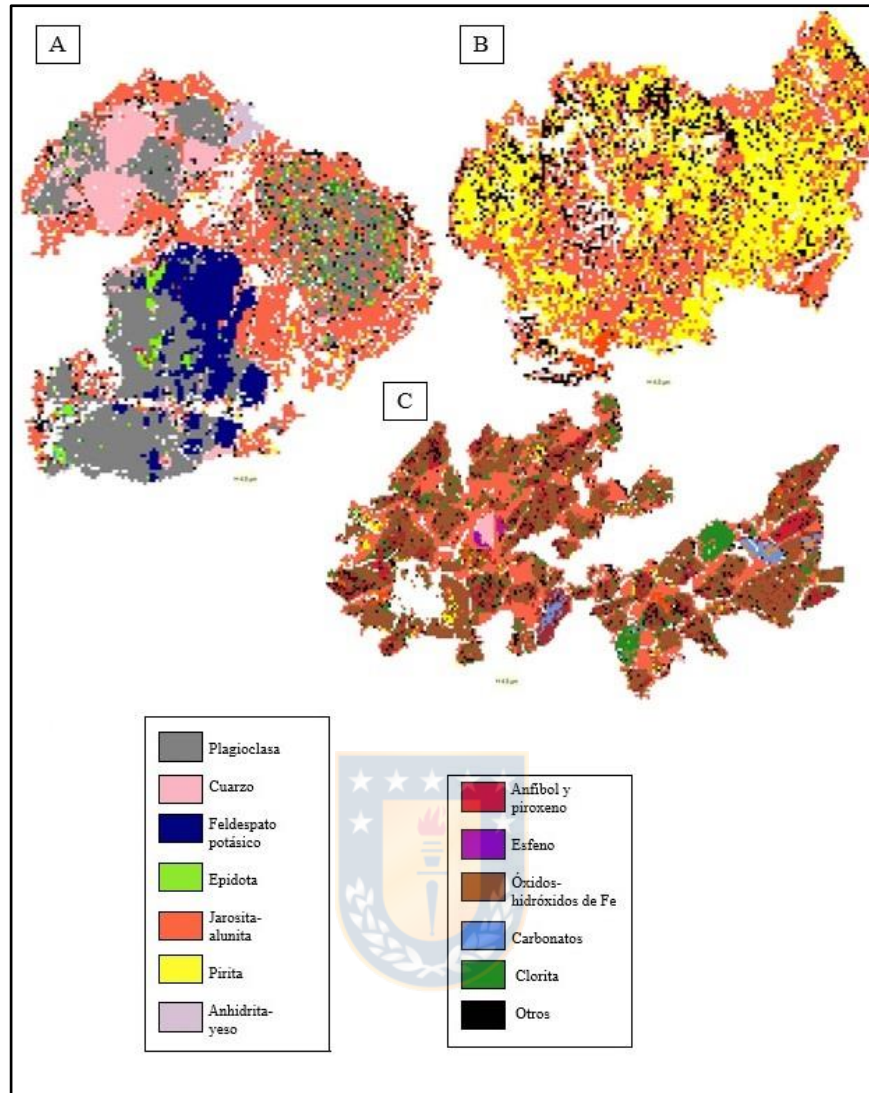 A
B
C
Plagioclasa
Cuarzo
Feldespato
potásico
Epidota
Jarosita-
alunita
Pirita
Anhidrita-
yeso
Anfibol y
piroxeno
Esfeno
Óxidos-
hidróxidos de Fe
Carbonatos
Clorita
Otros